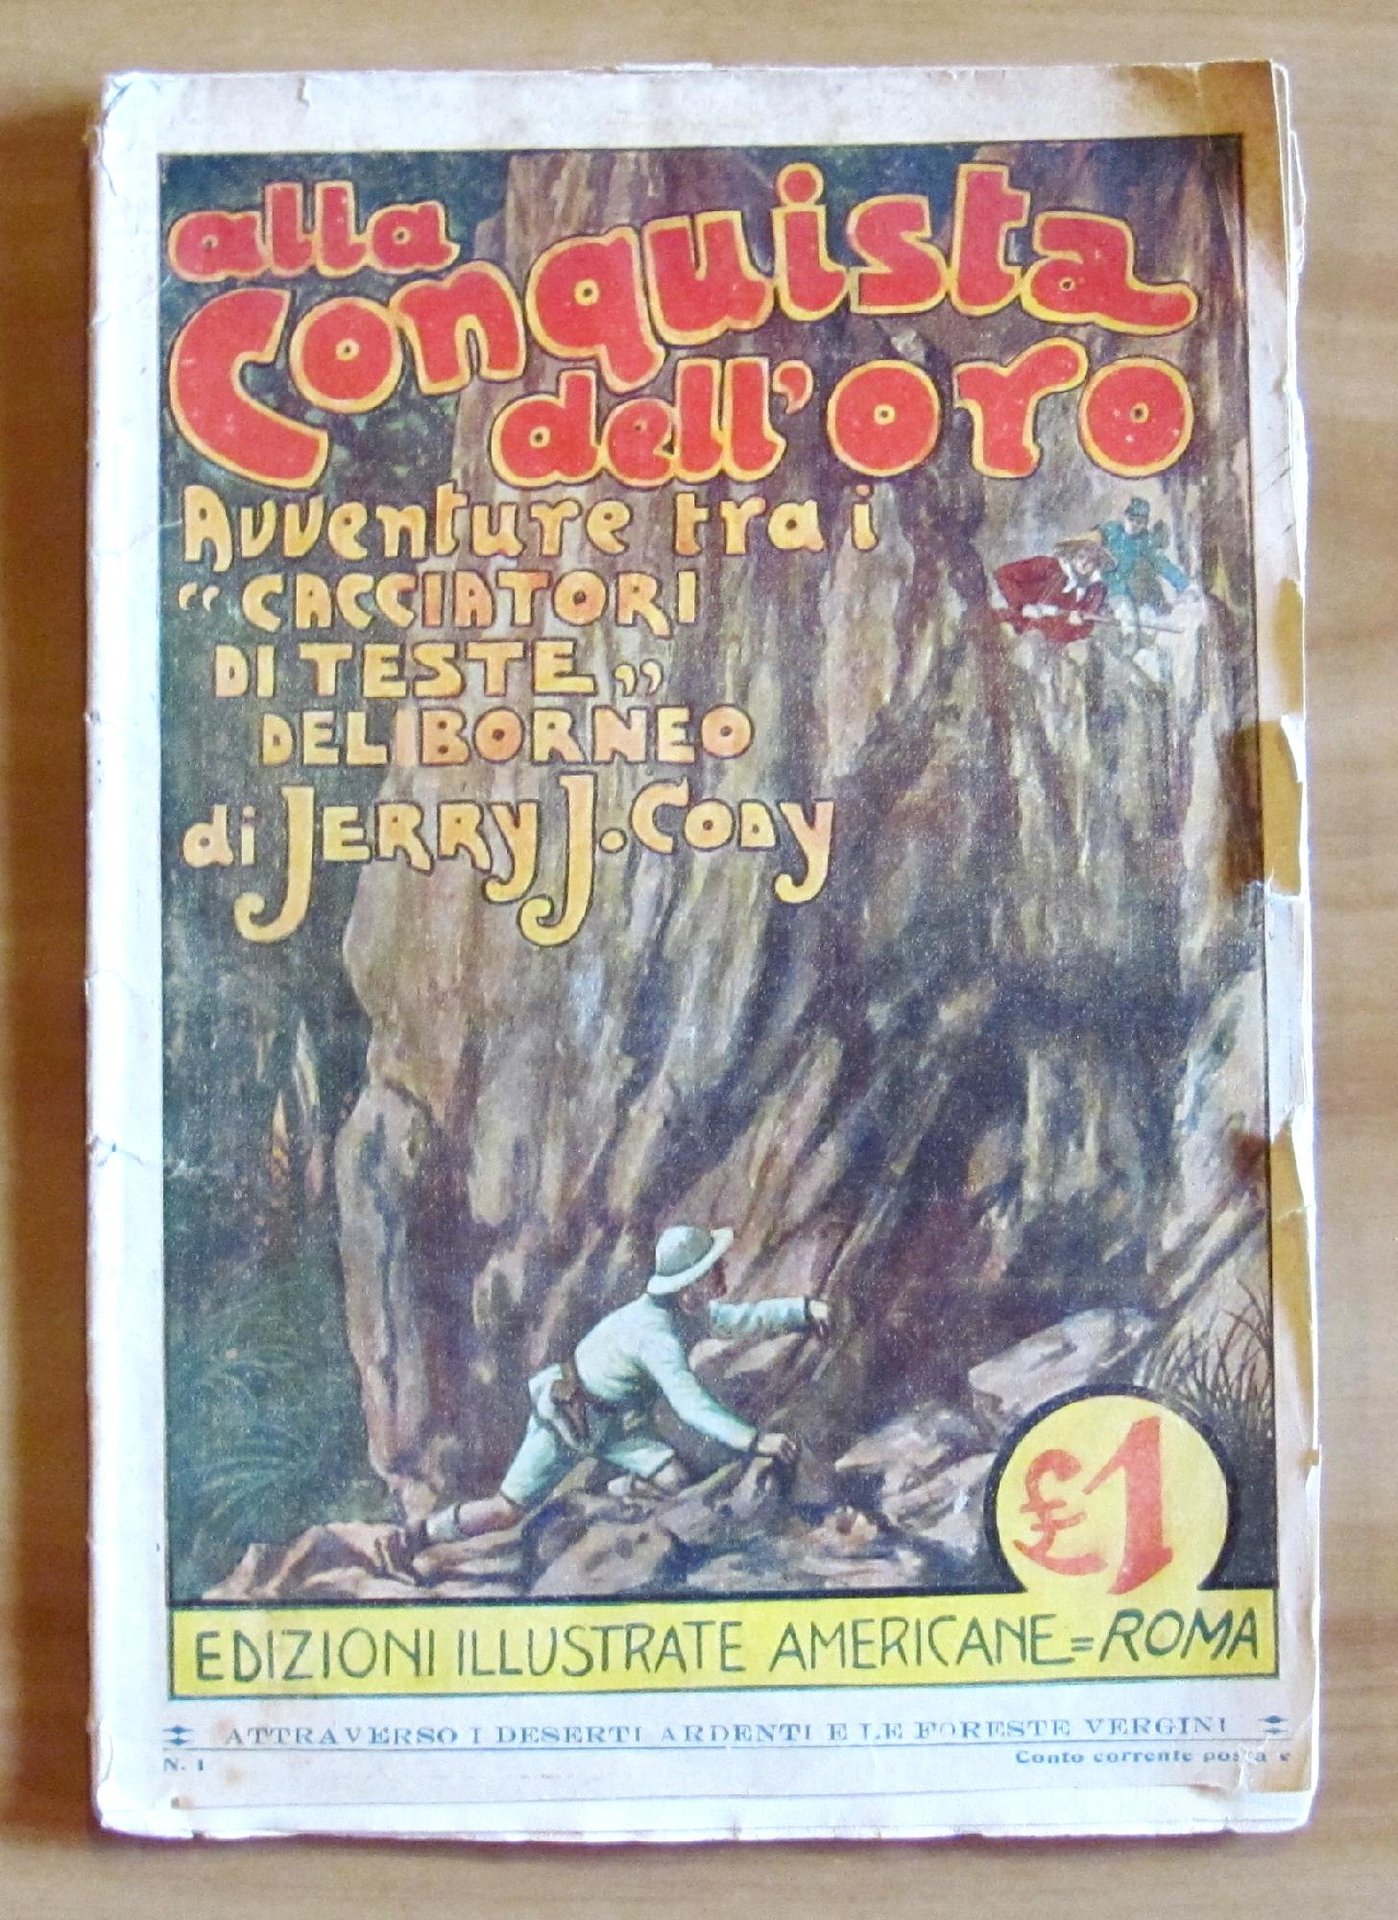 alla
Conquista
dell'oro
Avventure tra i
“CACCIATORI
DI TESTE„
DEL BORNEO
di JERRY J. CODY
₤1
EDIZIONI ILLUSTRATE AMERICANE = ROMA
ATTRAVERSO I DESERTI ARDENTI E LE FORESTE VERGINI
N. 1
Conto corrente posta e